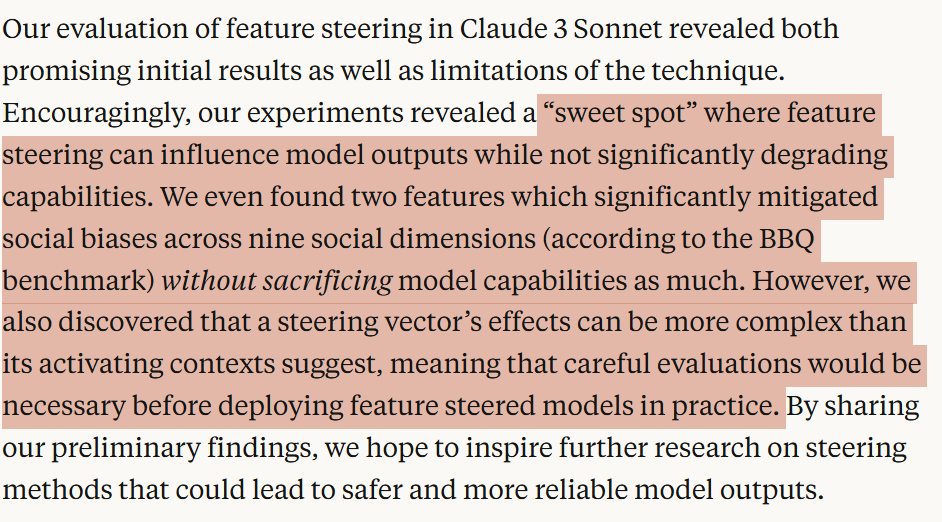 Our evaluation of feature steering in Claude 3 Sonnet revealed both
promising initial results as well as limitations of the technique.
Encouragingly, our experiments revealed a “sweet spot” where feature
steering can influence model outputs while not significantly degrading
capabilities. We even found two features which significantly mitigated
social biases across nine social dimensions (according to the BBQ
benchmark) without sacrificing model capabilities as much. However, we
also discovered that a steering vector’s effects can be more complex than
its activating contexts suggest, meaning that careful evaluations would be
necessary before deploying feature steered models in practice. By sharing
our preliminary findings, we hope to inspire further research on steering
methods that could lead to safer and more reliable model outputs.